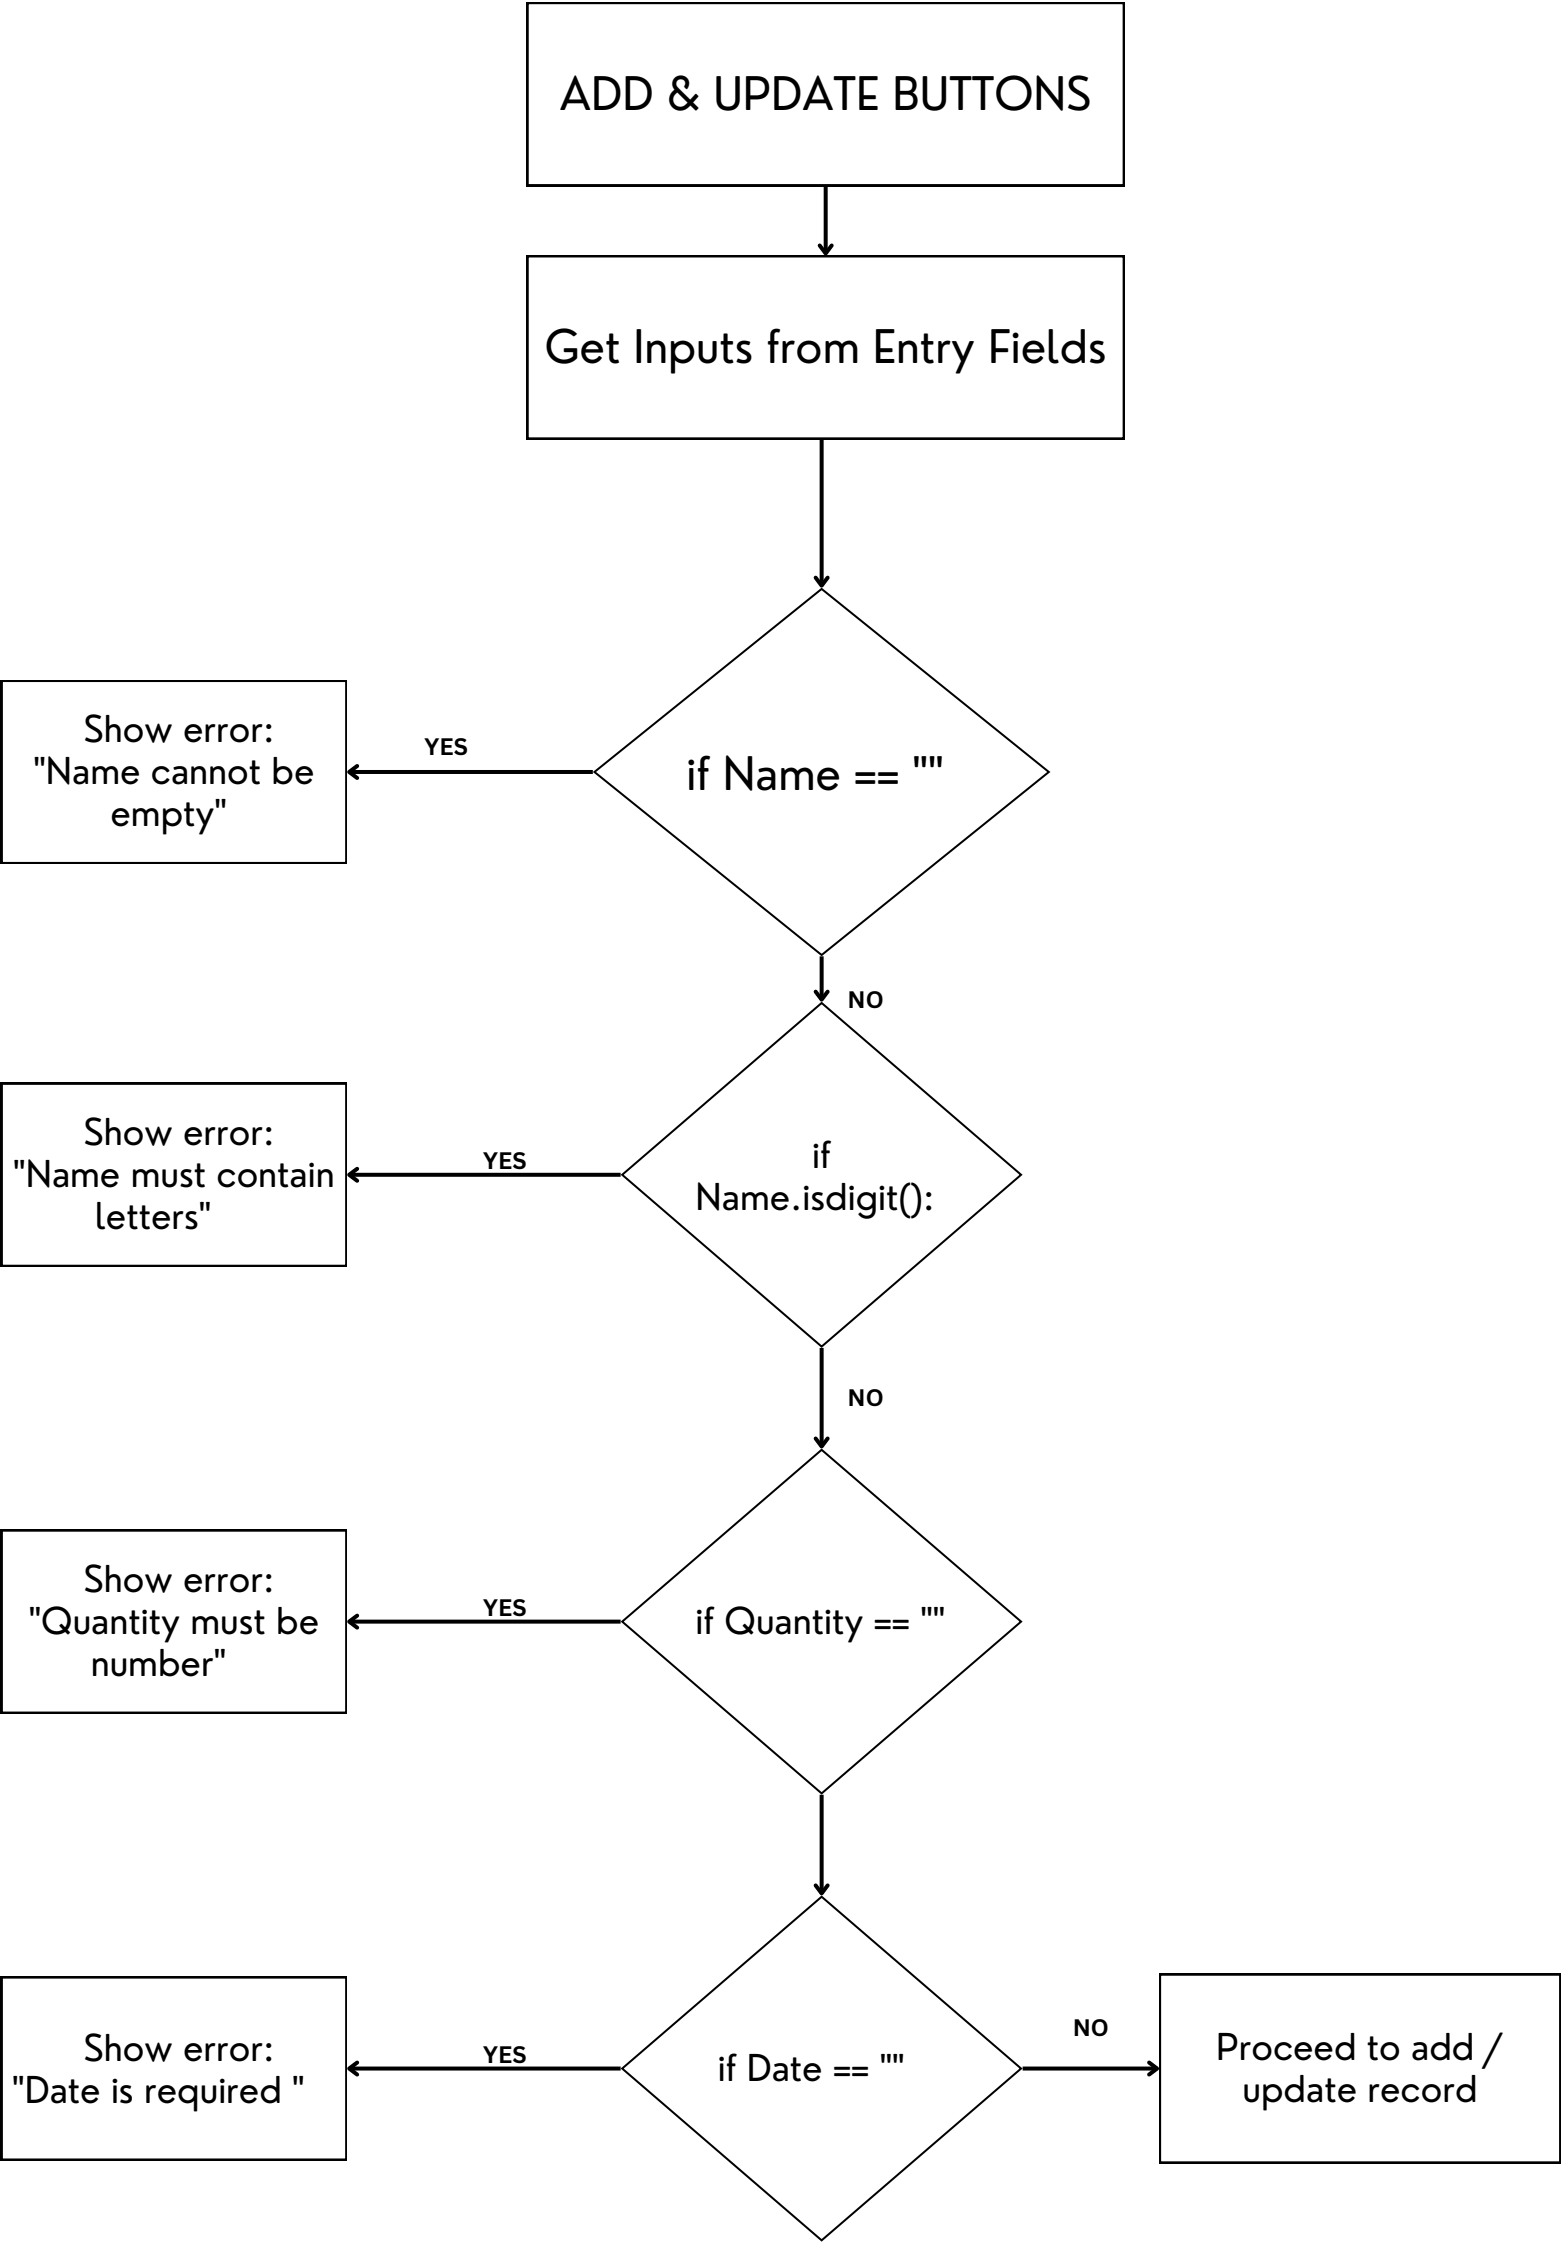 ADD & UPDATE BUTTONS
Get Inputs from Entry Fields
if Name == ""
YES
Show error:
"Name cannot be
empty"
NO
if
Name.isdigit():
YES
Show error:
"Name must contain
letters"
NO
if Quantity == ""
YES
Show error:
"Quantity must be
number"
if Date == ""
YES
Show error:
"Date is required "
NO
Proceed to add /
update record